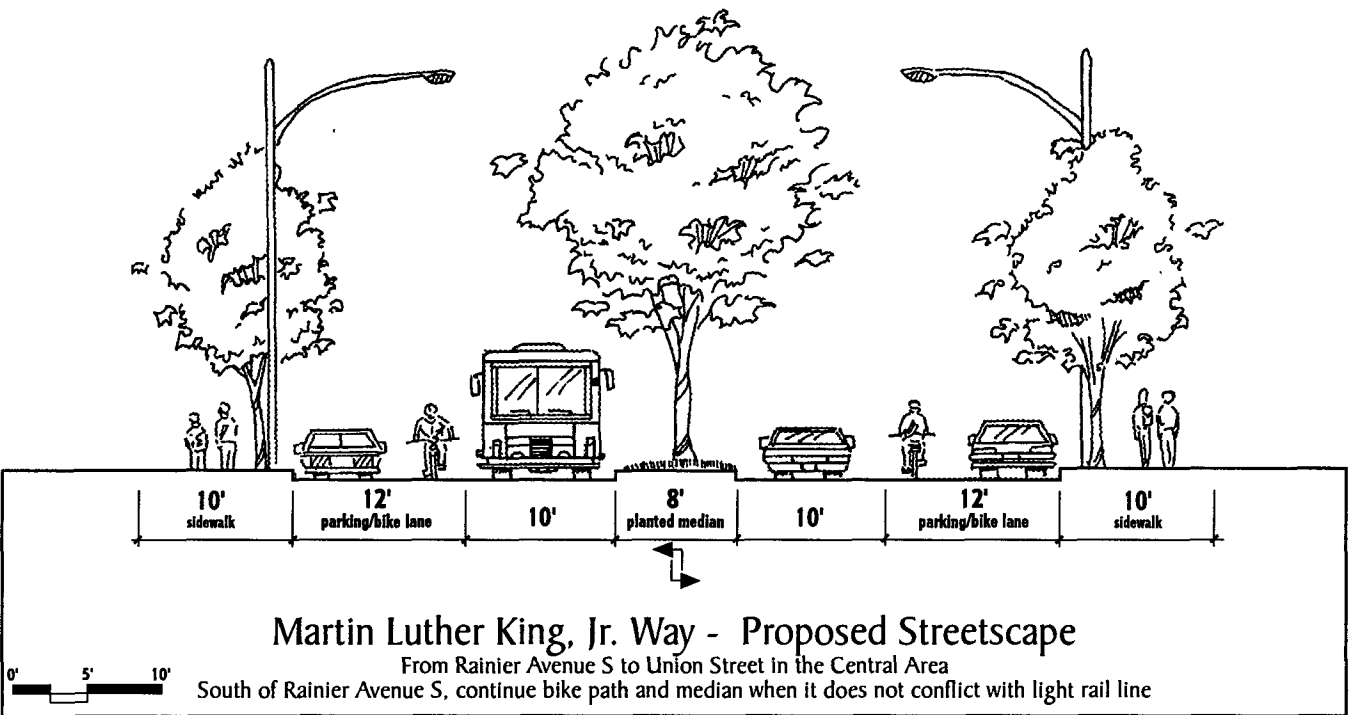 10' 12' 10' 8' 10' 12' 10'
sidewalk parking/bike lane planted median parking/bike lane sidewalk
Martin Luther King, Jr. Way - Proposed Streetscape
From Rainier Avenue S to Union Street in the Central Area
0' 5' 10'
South of Rainier Avenue S, continue bike path and median when it does not conflict with light rail line